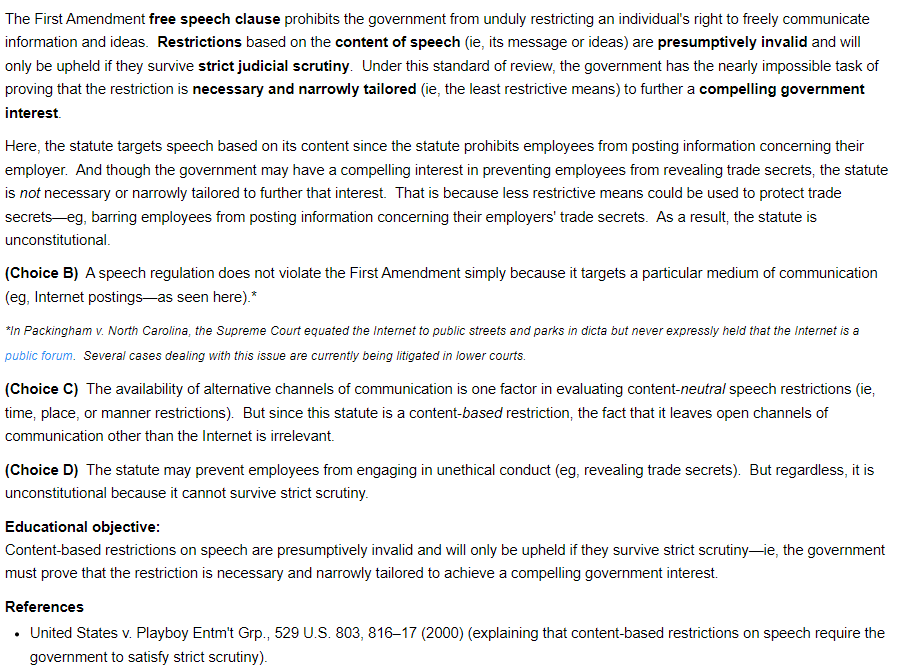 The First Amendment free speech clause prohibits the government from unduly restricting an individual's right to freely communicate
information and ideas. Restrictions based on the content of speech (ie, its message or ideas) are presumptively invalid and will
only be upheld if they survive strict judicial scrutiny. Under this standard of review, the government has the nearly impossible task of
proving that the restriction is necessary and narrowly tailored (ie, the least restrictive means) to further a compelling government
interest.
Here, the statute targets speech based on its content since the statute prohibits employees from posting information concerning their
employer. And though the government may have a compelling interest in preventing employees from revealing trade secrets, the statute
is not necessary or narrowly tailored to further that interest. That is because less restrictive means could be used to protect trade
secrets—eg, barring employees from posting information concerning their employers' trade secrets. As a result, the statute is
unconstitutional.
(Choice B) A speech regulation does not violate the First Amendment simply because it targets a particular medium of communication
(eg, Internet postings—as seen here).*
*In Packingham v. North Carolina, the Supreme Court equated the Internet to public streets and parks in dicta but never expressly held that the Internet is a
public forum. Several cases dealing with this issue are currently being litigated in lower courts.
(Choice C) The availability of alternative channels of communication is one factor in evaluating content-neutral speech restrictions (ie,
time, place, or manner restrictions). But since this statute is a content-based restriction, the fact that it leaves open channels of
communication other than the Internet is irrelevant.
(Choice D) The statute may prevent employees from engaging in unethical conduct (eg, revealing trade secrets). But regardless, it is
unconstitutional because it cannot survive strict scrutiny.
Educational objective:
Content-based restrictions on speech are presumptively invalid and will only be upheld if they survive strict scrutiny—ie, the government
must prove that the restriction is necessary and narrowly tailored to achieve a compelling government interest.
References
• United States v. Playboy Entm't Grp., 529 U.S. 803, 816–17 (2000) (explaining that content-based restrictions on speech require the
government to satisfy strict scrutiny).